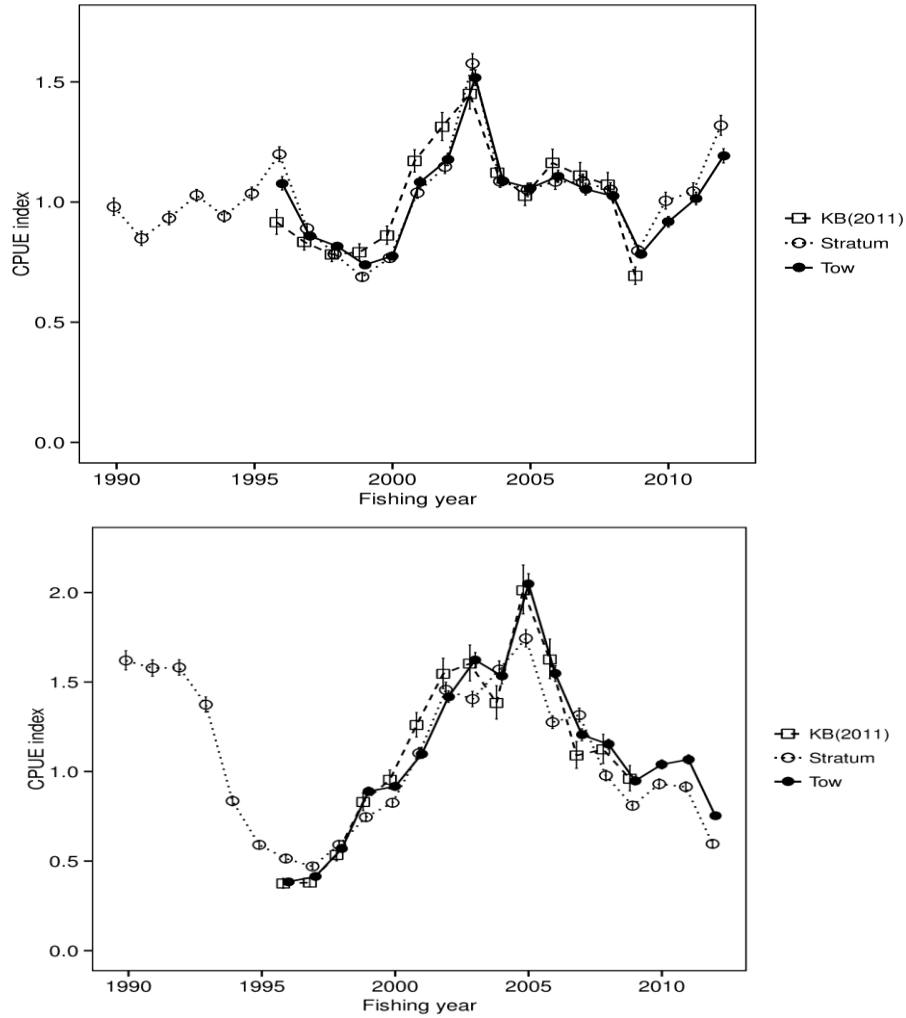 1.5
1.0
0.5
0.0
CPUE index
1990 1995 2000 2005 2010
Fishing year
KB(2011)
Stratum
Tow
2.0
1.5
1.0
0.5
0.0
CPUE index
1990 1995 2000 2005 2010
Fishing year
KB(2011)
Stratum
Tow